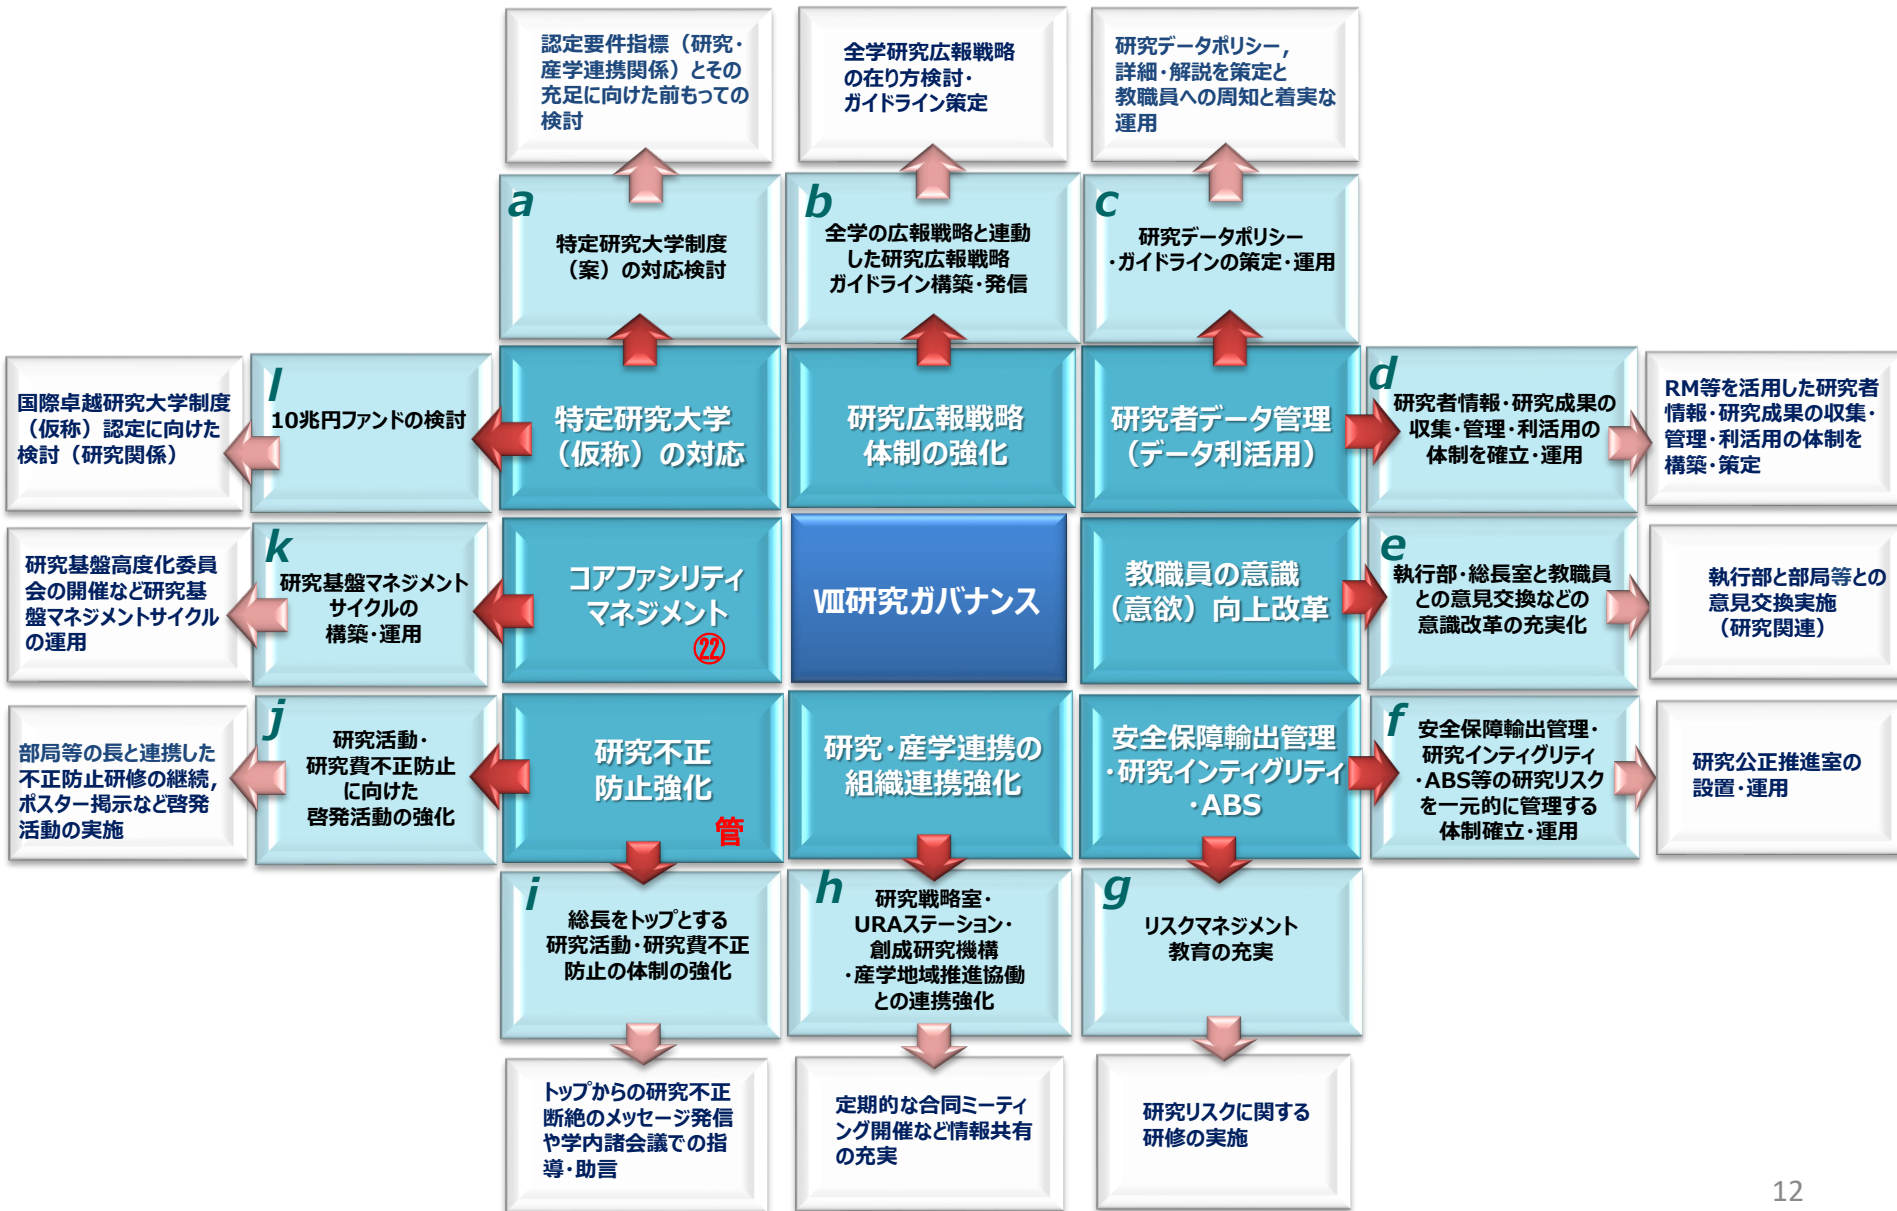 認定要件指標（研究・
産学連携関係）とその
充足に向けた前もっての
検討
全学研究広報戦略
の在り方検討・
ガイドライン策定
研究データポリシー，
詳細・解説を策定と
教職員への周知と着実な
運用
a
特定研究大学制度
（案）の対応検討
b
全学の広報戦略と連動
した研究広報戦略
ガイドライン構築・発信
c
研究データポリシー
・ガイドラインの策定・運用
国際卓越研究大学制度
（仮称）認定に向けた
検討（研究関係）
l
10兆円ファンドの検討
特定研究大学
（仮称）の対応
研究広報戦略
体制の強化
研究者データ管理
（データ利活用）
d
研究者情報・研究成果の
収集・管理・利活用の
体制を確立・運用
RM等を活用した研究者
情報・研究成果の収集・
管理・利活用の体制を
構築・策定
研究基盤高度化委員
会の開催など研究基
盤マネジメントサイクル
の運用
k
研究基盤マネジメント
サイクルの
構築・運用
コアファシリティ
マネジメント
㉒
Ⅷ研究ガバナンス
教職員の意識
（意欲）向上改革
e
執行部・総長室と教職員
との意見交換などの
意識改革の充実化
執行部と部局等との
意見交換実施
（研究関連）
部局等の長と連携した
不正防止研修の継続，
ポスター掲示など啓発
活動の実施
j
研究活動・
研究費不正防止
に向けた
啓発活動の強化
研究不正
防止強化
管
研究・産学連携の
組織連携強化
安全保障輸出管理
・研究インティグリティ
・ABS
f
安全保障輸出管理・
研究インティグリティ
・ABS等の研究リスク
を一元的に管理する
体制確立・運用
研究公正推進室の
設置・運用
i
総長をトップとする
研究活動・研究費不正
防止の体制の強化
h
研究戦略室・
URAステーション・
創成研究機構
・産学地域推進協働
との連携強化
g
リスクマネジメント
教育の充実
トップからの研究不正
断絶のメッセージ発信
や学内諸会議での指
導・助言
定期的な合同ミーティ
ング開催など情報共有
の充実
研究リスクに関する
研修の実施
12